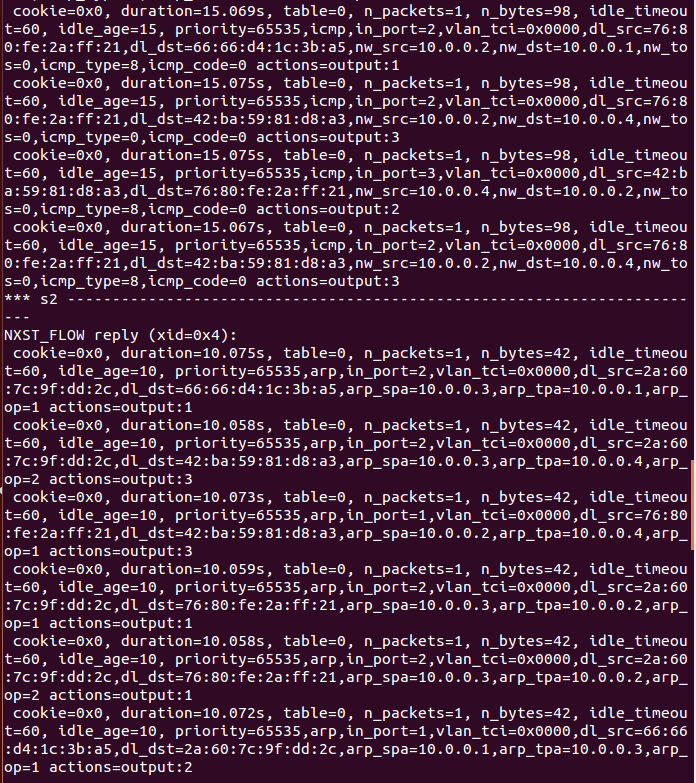 cookie=0x0, duration=15.069s, table=0, n_packets=1, n_bytes=98, idle_timeou
t=60, idle_age=15, priority=65535,icmp,in_port=2,vlan_tci=0x0000,dl_src=76:8
0:fe:2a:ff:21,dl_dst=66:66:d4:1c:3b:a5,nw_src=10.0.0.2,nw_dst=10.0.0.1,nw_to
s=0,icmp_type=8,icmp_code=0 actions=output:1
cookie=0x0, duration=15.075s, table=0, n_packets=1, n_bytes=98, idle_timeou
t=60, idle_age=15, priority=65535,icmp,in_port=2,vlan_tci=0x0000,dl_src=76:8
0:fe:2a:ff:21,dl_dst=42:ba:59:81:d8:a3,nw_src=10.0.0.2,nw_dst=10.0.0.4,nw_to
s=0,icmp_type=0,icmp_code=0 actions=output:3
cookie=0x0, duration=15.075s, table=0, n_packets=1, n_bytes=98, idle_timeou
t=60, idle_age=15, priority=65535,icmp,in_port=3,vlan_tci=0x0000,dl_src=42:b
a:59:81:d8:a3,dl_dst=76:80:fe:2a:ff:21,nw_src=10.0.0.4,nw_dst=10.0.0.2,nw_to
s=0,icmp_type=8,icmp_code=0 actions=output:2
cookie=0x0, duration=15.067s, table=0, n_packets=1, n_bytes=98, idle_timeou
t=60, idle_age=15, priority=65535,icmp,in_port=2,vlan_tci=0x0000,dl_src=76:8
0:fe:2a:ff:21,dl_dst=42:ba:59:81:d8:a3,nw_src=10.0.0.2,nw_dst=10.0.0.4,nw_to
s=0,icmp_type=8,icmp_code=0 actions=output:3
*** s2 ---------------------------------------------------------------------
---
NXST_FLOW reply (xid=0x4):
cookie=0x0, duration=10.075s, table=0, n_packets=1, n_bytes=42, idle_timeou
t=60, idle_age=10, priority=65535,arp,in_port=2,vlan_tci=0x0000,dl_src=2a:60
:7c:9f:dd:2c,dl_dst=66:66:d4:1c:3b:a5,arp_spa=10.0.0.3,arp_tpa=10.0.0.1,arp_
op=1 actions=output:1
cookie=0x0, duration=10.058s, table=0, n_packets=1, n_bytes=42, idle_timeou
t=60, idle_age=10, priority=65535,arp,in_port=2,vlan_tci=0x0000,dl_src=2a:60
:7c:9f:dd:2c,dl_dst=42:ba:59:81:d8:a3,arp_spa=10.0.0.3,arp_tpa=10.0.0.4,arp_
op=2 actions=output:3
cookie=0x0, duration=10.073s, table=0, n_packets=1, n_bytes=42, idle_timeou
t=60, idle_age=10, priority=65535,arp,in_port=1,vlan_tci=0x0000,dl_src=76:80
:fe:2a:ff:21,dl_dst=42:ba:59:81:d8:a3,arp_spa=10.0.0.2,arp_tpa=10.0.0.4,arp_
op=1 actions=output:3
cookie=0x0, duration=10.059s, table=0, n_packets=1, n_bytes=42, idle_timeou
t=60, idle_age=10, priority=65535,arp,in_port=2,vlan_tci=0x0000,dl_src=2a:60
:7c:9f:dd:2c,dl_dst=76:80:fe:2a:ff:21,arp_spa=10.0.0.3,arp_tpa=10.0.0.2,arp_
op=1 actions=output:1
cookie=0x0, duration=10.058s, table=0, n_packets=1, n_bytes=42, idle_timeou
t=60, idle_age=10, priority=65535,arp,in_port=2,vlan_tci=0x0000,dl_src=2a:60
:7c:9f:dd:2c,dl_dst=76:80:fe:2a:ff:21,arp_spa=10.0.0.3,arp_tpa=10.0.0.2,arp_
op=2 actions=output:1
cookie=0x0, duration=10.072s, table=0, n_packets=1, n_bytes=42, idle_timeou
t=60, idle_age=10, priority=65535,arp,in_port=1,vlan_tci=0x0000,dl_src=66:66
:d4:1c:3b:a5,dl_dst=2a:60:7c:9f:dd:2c,arp_spa=10.0.0.1,arp_tpa=10.0.0.3,arp_
op=1 actions=output:2